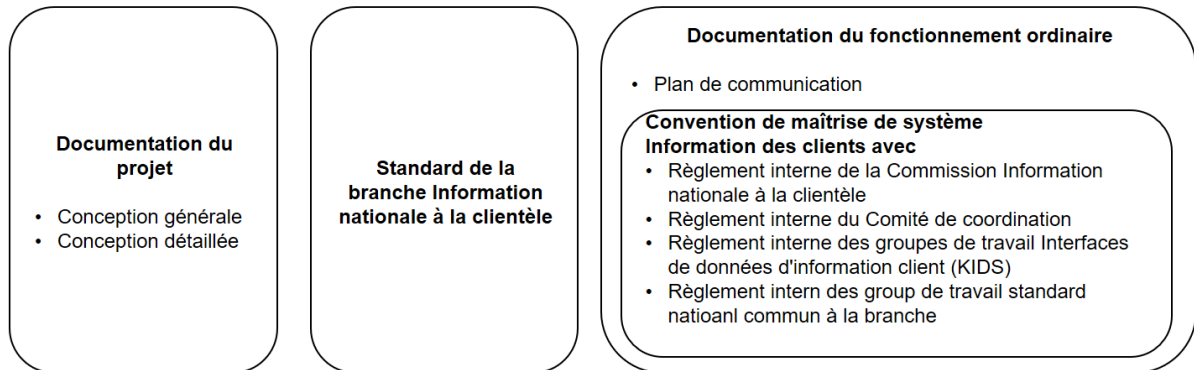 Documentation du
projet
• Conception générale
• Conception détaillée
Standard de la
branche Information
nationale à la clientèle
Documentation du fonctionnement ordinaire
• Plan de communication
Convention de maîtrise de système
Information des clients avec
• Règlement interne de la Commission Information
nationale à la clientèle
• Règlement interne du Comité de coordination
• Règlement interne des groupes de travail Interfaces
de données d'information client (KIDS)
• Règlement intern des group de travail standard
natioanl commun à la branche